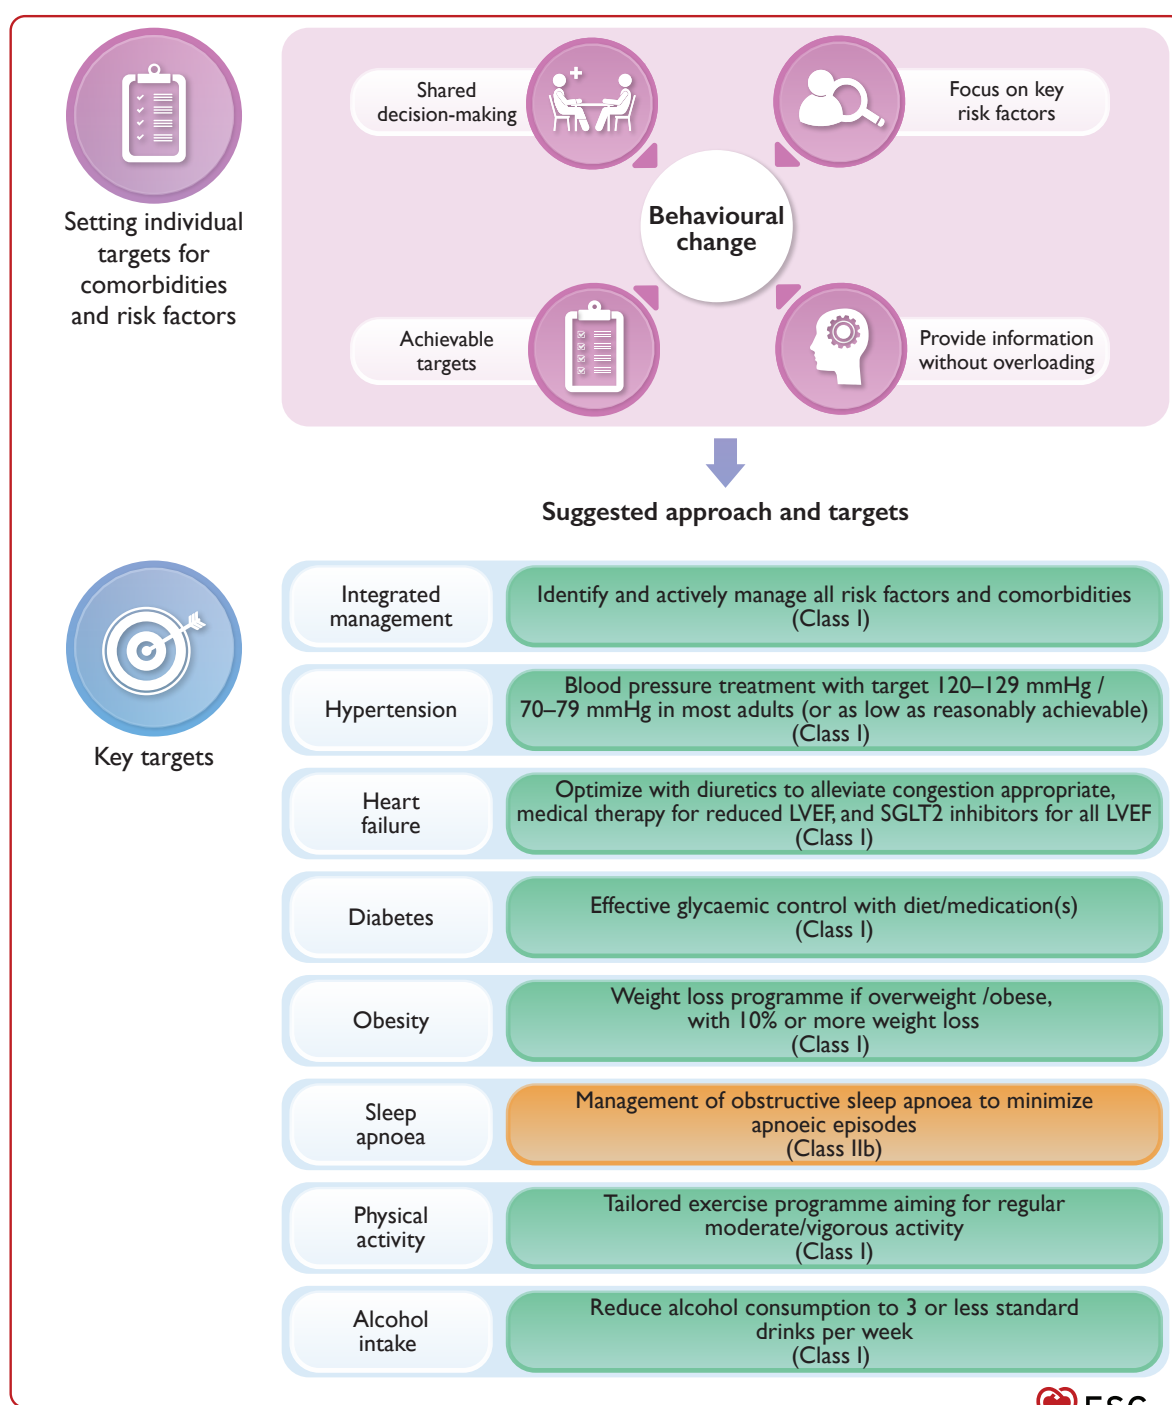 Setting individual
targets for
comorbidities
and risk factors
Shared
decision-making
Focus on key
risk factors
Behavioural
change
Achievable
targets
Provide information
without overloading
Suggested approach and targets
Key targets
Integrated
management
Identify and actively manage all risk factors and comorbidities
(Class I)
Hypertension
Blood pressure treatment with target 120–129 mmHg /
70–79 mmHg in most adults (or as low as reasonably achievable)
(Class I)
Heart
failure
Optimize with diuretics to alleviate congestion appropriate,
medical therapy for reduced LVEF, and SGLT2 inhibitors for all LVEF
(Class I)
Diabetes
Effective glycaemic control with diet/medication(s)
(Class I)
Obesity
Weight loss programme if overweight /obese,
with 10% or more weight loss
(Class I)
Sleep
apnoea
Management of obstructive sleep apnoea to minimize
apnoeic episodes
(Class IIb)
Physical
activity
Tailored exercise programme aiming for regular
moderate/vigorous activity
(Class I)
Alcohol
intake
Reduce alcohol consumption to 3 or less standard
drinks per week
(Class I)
ESC